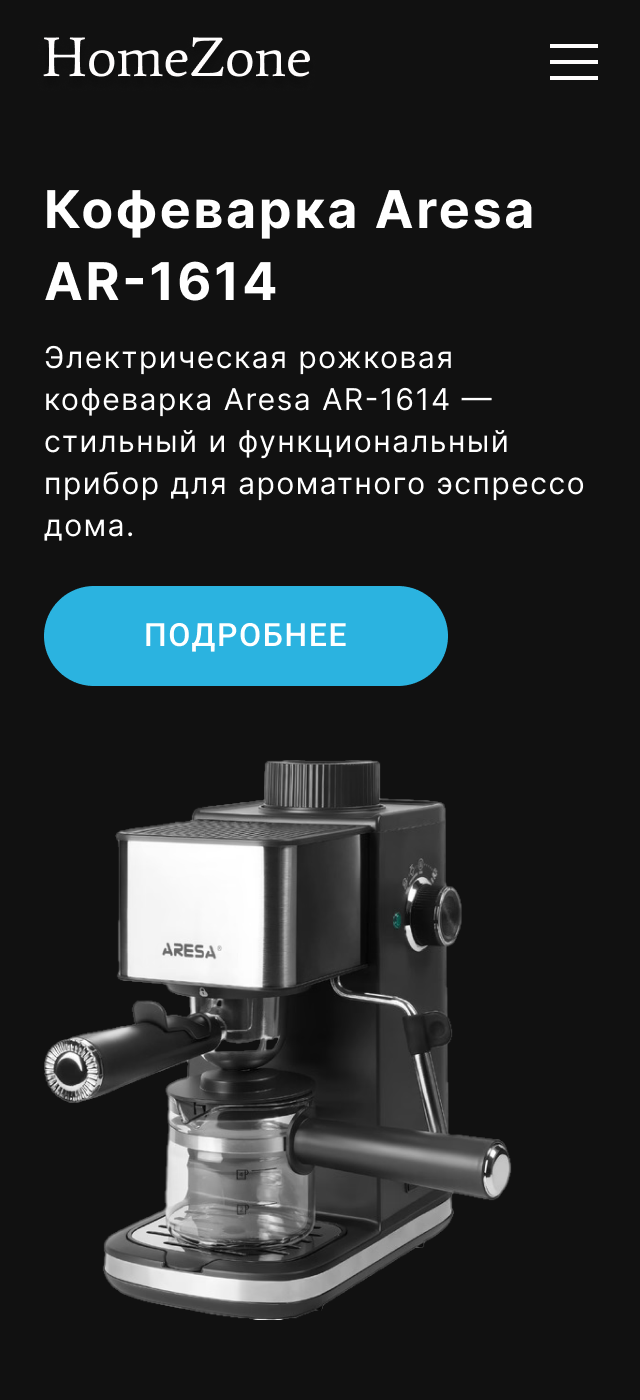 HomeZone
Кофеварка Aresa
AR-1614
Электрическая рожковая
кофеварка Aresa AR-1614 —
стильный и функциональный
прибор для ароматного эспрессо
дома.
ПОДРОБНЕЕ
ARESA®